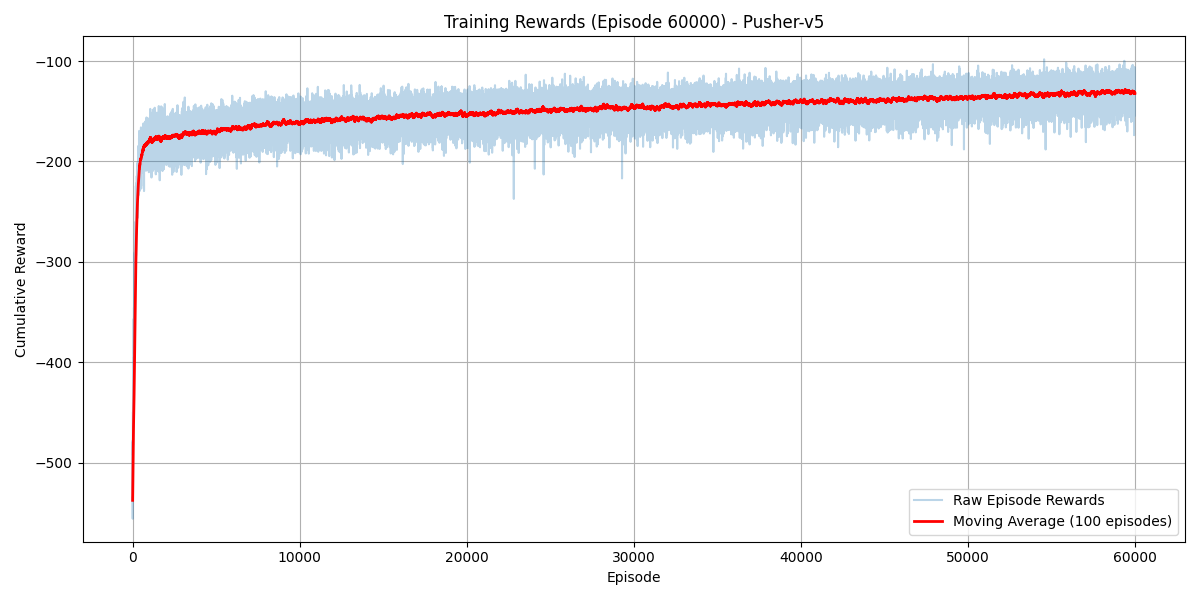 Training Rewards (Episode 60000) - Pusher-v5
Cumulative Reward
−100
−200
−300
−400
−500
0
10000
20000
30000
40000
50000
60000
Episode
Raw Episode Rewards
Moving Average (100 episodes)